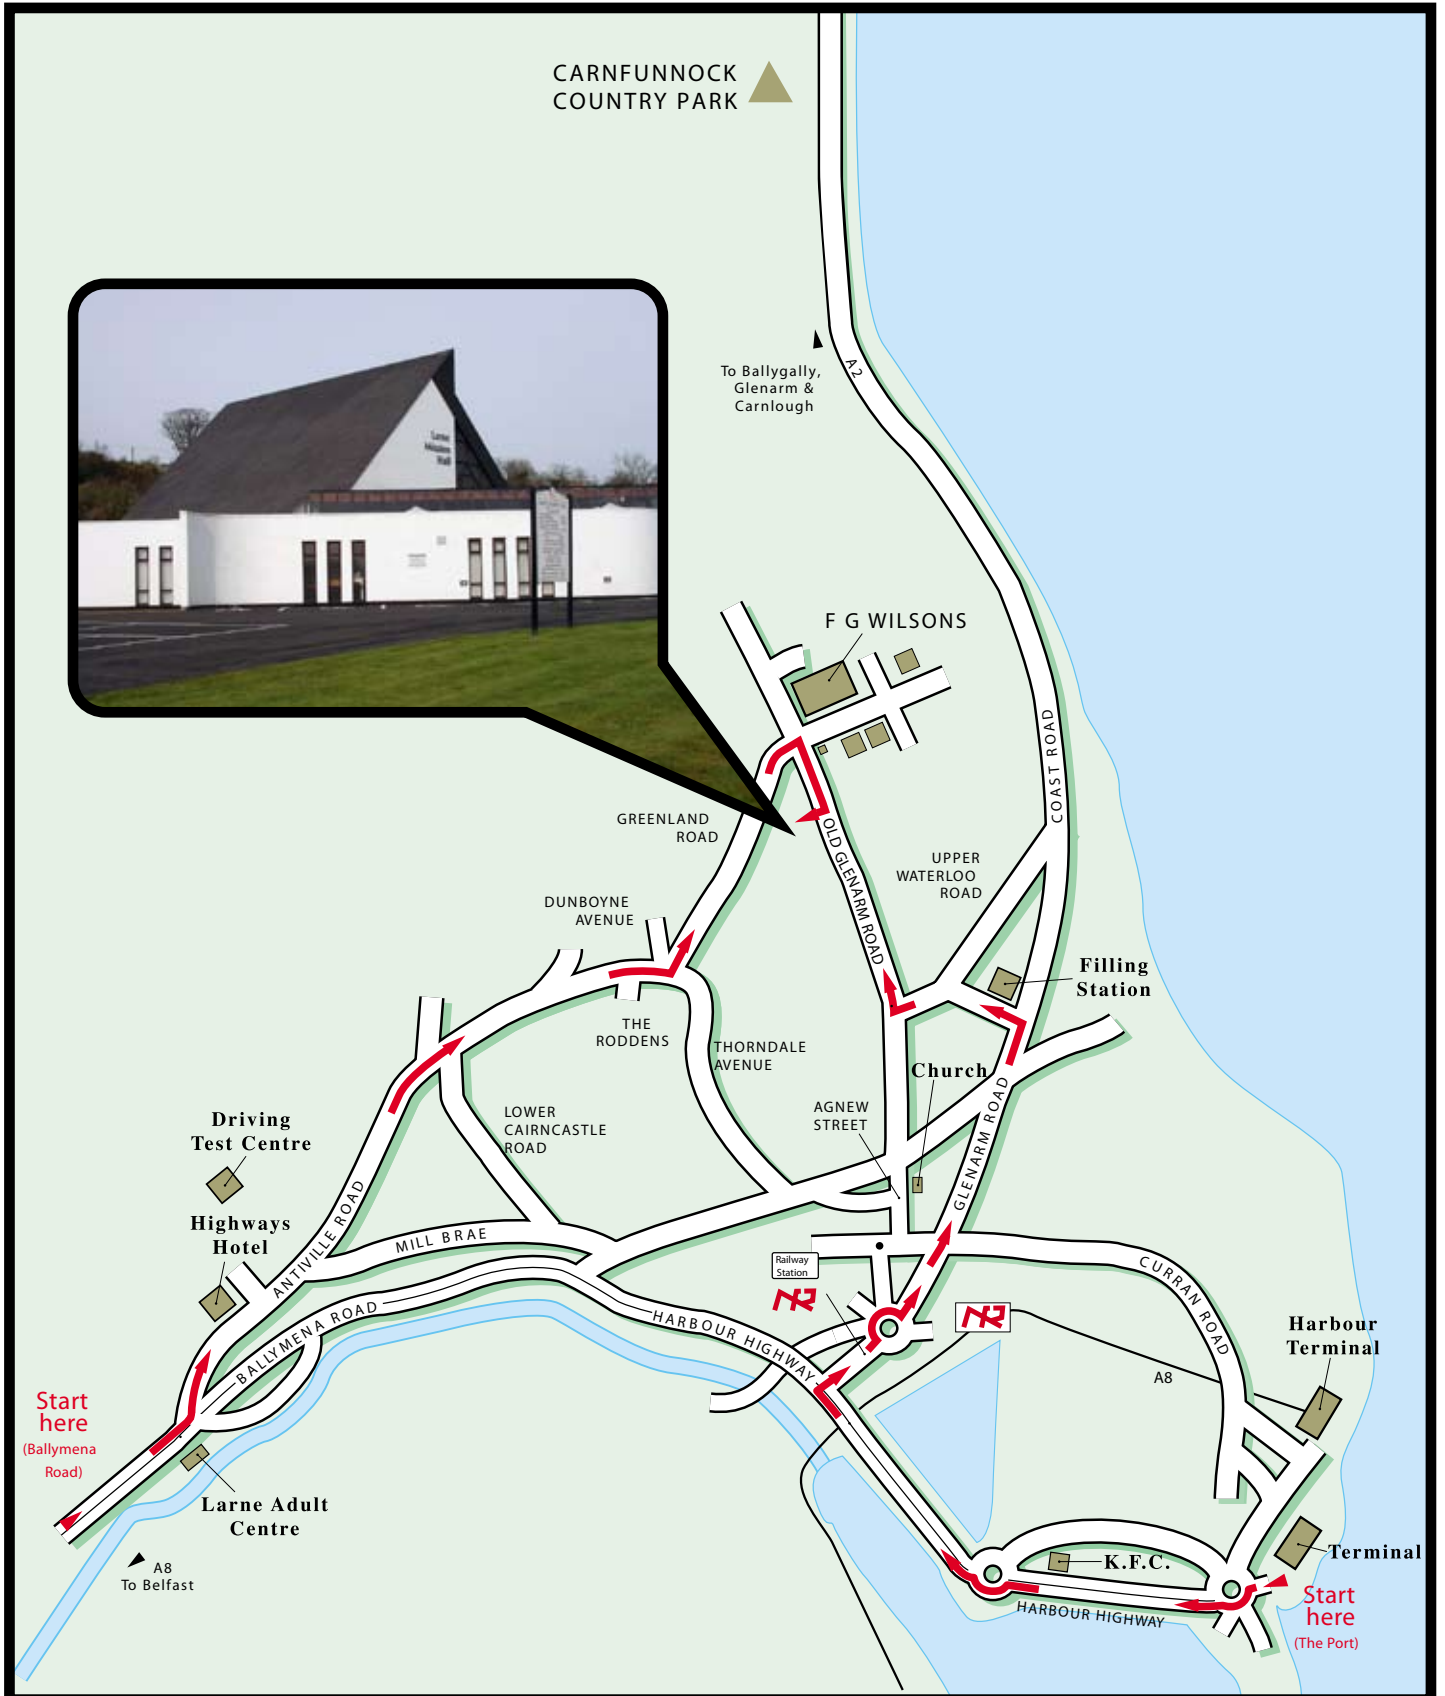 CARNFUNNOCK
COUNTRY PARK
A2
To Ballygally,
Glenarm &
Carnlough
Larne
Mission
Hall
F G WILSONS
COAST ROAD
GREENLAND
ROAD
OLD GLENARM ROAD
UPPER
WATERLOO
ROAD
DUNBOYNE
AVENUE
Filling
Station
THE
RODDENS
THORNDALE
AVENUE
Church
LOWER
CAIRNCASTLE
ROAD
AGNEW
STREET
Driving
Test Centre
GLENARM ROAD
ANTIVILLE ROAD
Highways
Hotel
MILL BRAE
Railway
Station
CURRAN ROAD
BALLYMENA ROAD
HARBOUR HIGHWAY
Harbour
Terminal
A8
Start
here
(Ballymena
Road)
Larne Adult
Centre
K.F.C.
Terminal
A8
To Belfast
HARBOUR HIGHWAY
Start
here
(The Port)